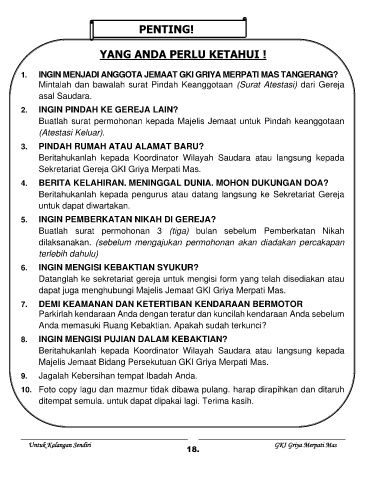 PENTING!
YANG ANDA PERLU KETAHUI !
1. INGIN MENJADI ANGGOTA JEMAAT GKI GRIYA MERPATI MAS TANGERANG?
Mintalah dan bawalah surat Pindah Keanggotaan (Surat Atestasi) dari Gereja
asal Saudara.
2. INGIN PINDAH KE GEREJA LAIN?
Buatlah surat permohonan kepada Majelis Jemaat untuk Pindah keanggotaan
(Atestasi Keluar).
3. PINDAH RUMAH ATAU ALAMAT BARU?
Beritahukanlah kepada Koordinator Wilayah Saudara atau langsung kepada
Sekretariat Gereja GKI Griya Merpati Mas.
4. BERITA KELAHIRAN. MENINGGAL DUNIA. MOHON DUKUNGAN DOA?
Beritahukanlah kepada pengurus atau datang langsung ke Sekretariat Gereja
untuk dapat diwartakan.
5. INGIN PEMBERKATAN NIKAH DI GEREJA?
Buatlah surat permohonan 3 (tiga) bulan sebelum Pemberkatan Nikah
dilaksanakan. (sebelum mengajukan permohonan akan diadakan percakapan
terlebih dahulu)
6. INGIN MENGISI KEBAKTIAN SYUKUR?
Datanglah ke sekretariat gereja untuk mengisi form yang telah disediakan atau
dapat juga menghubungi Majelis Jemaat GKI Griya Merpati Mas.
7. DEMI KEAMANAN DAN KETERTIBAN KENDARAAN BERMOTOR
Parkirlah kendaraan Anda dengan teratur dan kuncilah kendaraan Anda sebelum
Anda memasuki Ruang Kebaktian. Apakah sudah terkunci?
8. INGIN MENGISI PUJIAN DALAM KEBAKTIAN?
Beritahukanlah kepada Koordinator Wilayah Saudara atau langsung kepada
Majelis Jemaat Bidang Persekutuan GKI Griya Merpati Mas.
9. Jagalah Kebersihan tempat Ibadah Anda.
10. Foto copy lagu dan mazmur tidak dibawa pulang. harap dirapihkan dan ditaruh
ditempat semula. untuk dapat dipakai lagi. Terima kasih.
Untuk Kalangan Sendiri
18.
GKI Griya Merpati Mas